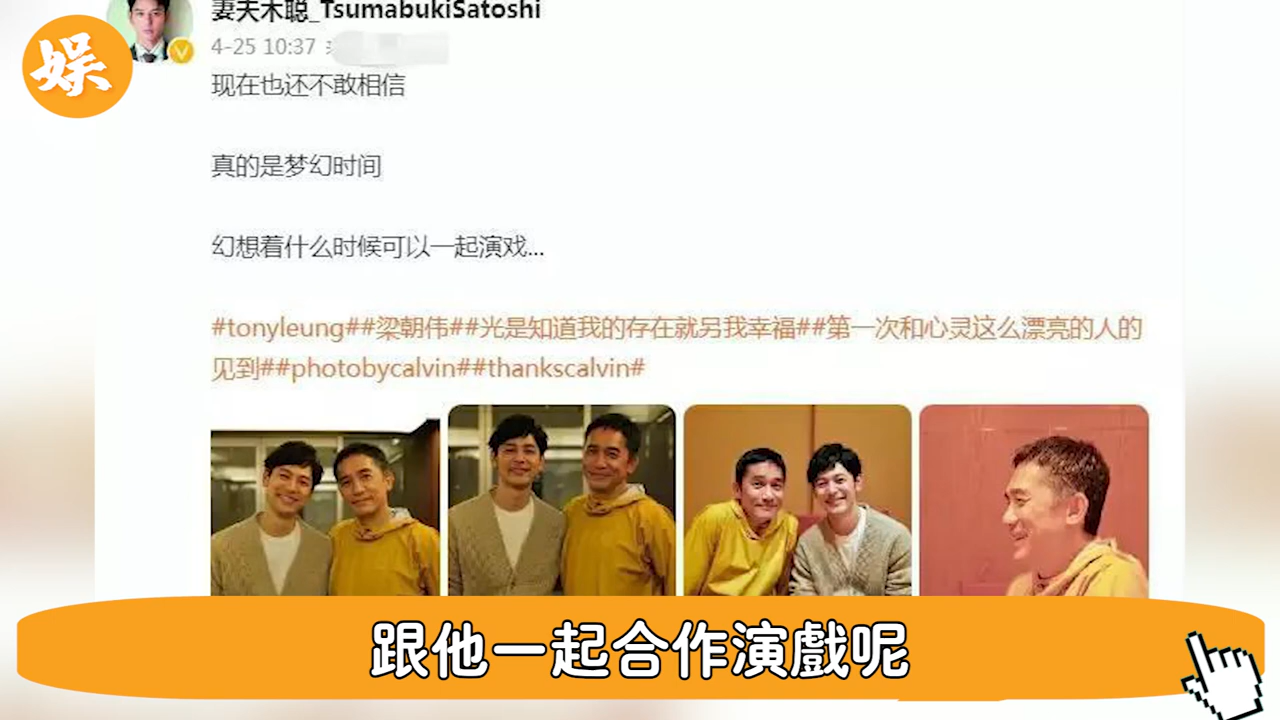 妻夫木聪_TsumabukiSatoshi
娱
4-25 10:37
现在也还不敢相信
真的是梦幻时间
幻想着什么时候可以一起演戏...
#tonyleung##梁朝伟##光是知道我的存在就另我幸福##第一次和心灵这么漂亮的人的
见到##photobycalvin##thankscalvin#
跟他一起合作演戲呢